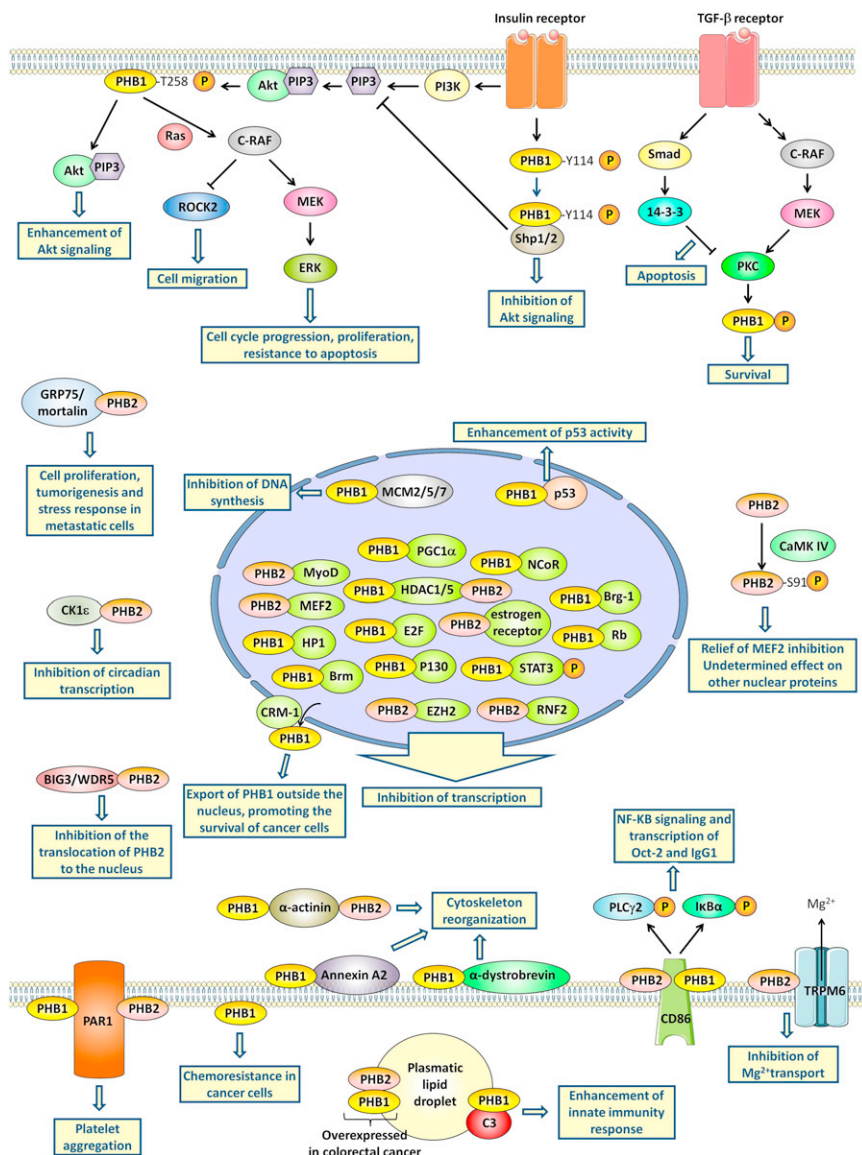 Insulin receptor
TGF-β receptor
PHB1
-T258
P
Akt
PIP3
PIP3
PI3K
Ras
C-RAF
Akt
PIP3
ROCK2
MEK
ERK
Enhancement of
Akt signaling
Cell migration
Cell cycle progression, proliferation,
resistance to apoptosis
PHB1
-Y114
P
PHB1
-Y114
P
Shp1/2
Inhibition of
Akt signaling
Smad
C-RAF
14-3-3
MEK
Apoptosis
PKC
PHB1
P
Survival
GRP75/
mortalin
PHB2
Cell proliferation,
tumorigenesis and
stress response in
metastatic cells
CK1ε
PHB2
Inhibition of circadian
transcription
BIG3/WDR5
PHB2
Inhibition of the
translocation of PHB2
to the nucleus
Enhancement of p53 activity
Inhibition of DNA
synthesis
PHB1
MCM2/5/7
PHB1
p53
PHB1
PGC1α
PHB1
NCoR
PHB2
MyoD
PHB1
HDAC1/5
PHB2
PHB1
Brg-1
PHB2
MEF2
PHB1
E2F
PHB2
estrogen
receptor
PHB1
Rb
PHB1
HP1
PHB1
Brm
PHB1
P130
PHB1
STAT3
P
PHB2
EZH2
PHB2
RNF2
CRM-1
PHB1
Export of PHB1 outside the
nucleus, promoting the
survival of cancer cells
Inhibition of transcription
PHB2
CaMK IV
PHB2
-S91
P
Relief of MEF2 inhibition
Undetermined effect on
other nuclear proteins
NF-KB signaling and
transcription of
Oct-2 and IgG1
PLCγ2
P
IκBα
P
PHB2
PHB1
CD86
Mg²⁺
PHB2
TRPM6
Inhibition of
Mg²⁺transport
PHB1
α-actinin
PHB2
Cytoskeleton
reorganization
PHB1
Annexin A2
PHB1
α-dystrobrevin
PHB1
PAR1
PHB2
Platelet
aggregation
PHB1
Chemoresistance in
cancer cells
Plasmatic
lipid
droplet
PHB2
PHB1
Overexpressed
in colorectal cancer
PHB1
C3
Enhancement of
innate immunity
response